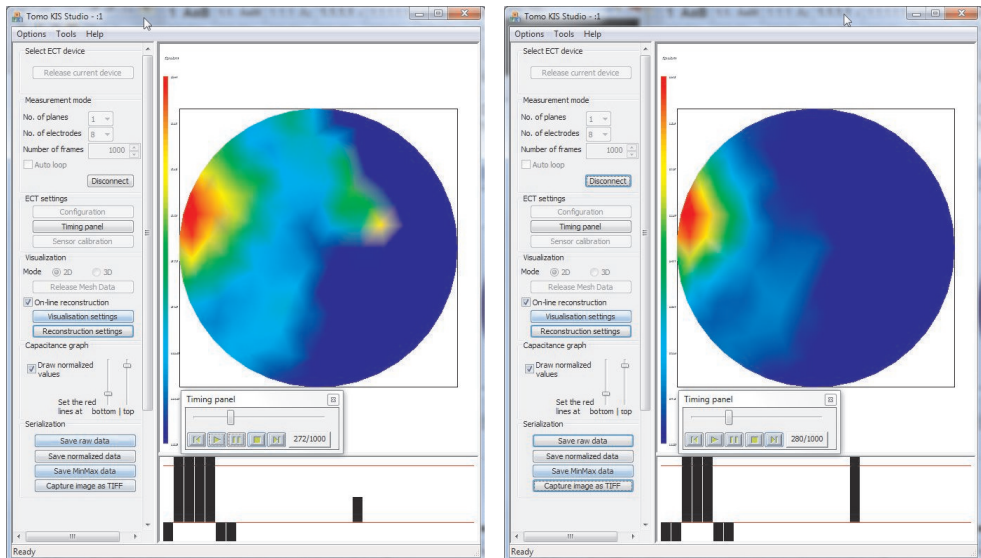 Tomo KIS Studio - :1
Options Tools Help
Select ECT device
Release current device
Measurement mode
No. of planes 1
No. of electrodes 8
Number of frames 1000
Auto loop
Disconnect
ECT settings
Configuration
Timing panel
Sensor calibration
Visualization
Mode 2D 3D
Release Mesh Data
On-line reconstruction
Visualisation settings
Reconstruction settings
Capacitance graph
Draw normalized
values
Set the red
lines at bottom | top
Serialization
Save raw data
Save normalized data
Save MinMax data
Capture image as TIFF
Timing panel
272/1000
Ready
Tomo KIS Studio - :1
Options Tools Help
Select ECT device
Release current device
Measurement mode
No. of planes 1
No. of electrodes 8
Number of frames 1000
Auto loop
Disconnect
ECT settings
Configuration
Timing panel
Sensor calibration
Visualization
Mode 2D 3D
Release Mesh Data
On-line reconstruction
Visualisation settings
Reconstruction settings
Capacitance graph
Draw normalized
values
Set the red
lines at bottom | top
Serialization
Save raw data
Save normalized data
Save MinMax data
Capture image as TIFF
Timing panel
280/1000
Ready